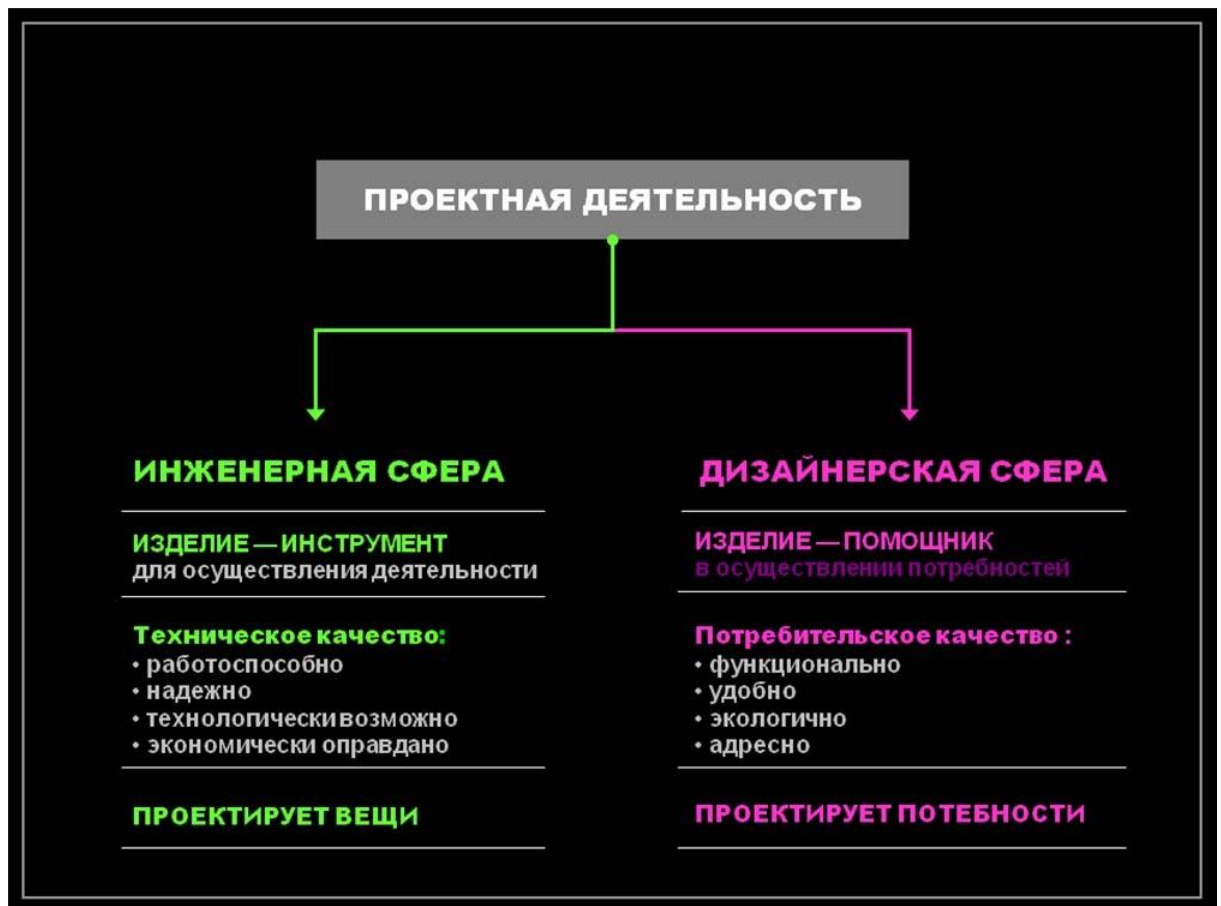 ПРОЕКТНАЯ ДЕЯТЕЛЬНОСТЬ
ИНЖЕНЕРНАЯ СФЕРА
ИЗДЕЛИЕ — ИНСТРУМЕНТ
для осуществления деятельности
Техническое качество:
• работоспособно
• надежно
• технологически возможно
• экономически оправдано
ПРОЕКТИРУЕТ ВЕЩИ
ДИЗАЙНЕРСКАЯ СФЕРА
ИЗДЕЛИЕ — ПОМОЩНИК
в осуществлении потребностей
Потребительское качество :
• функционально
• удобно
• экологично
• адресно
ПРОЕКТИРУЕТ ПОТЕБНОСТИ